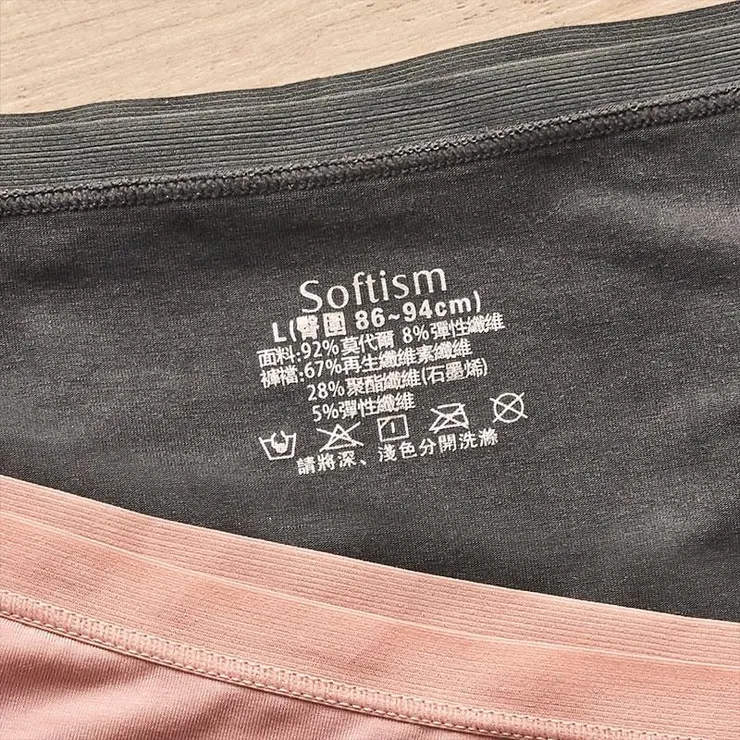 Softism
L(臀圍 86~94cm)
面料:92%莫代爾 8%彈性纖維
褲襠:67%再生纖維素纖維
28%聚酯纖維(石墨烯)
5%彈性纖維
請將深、淺色分開洗滌